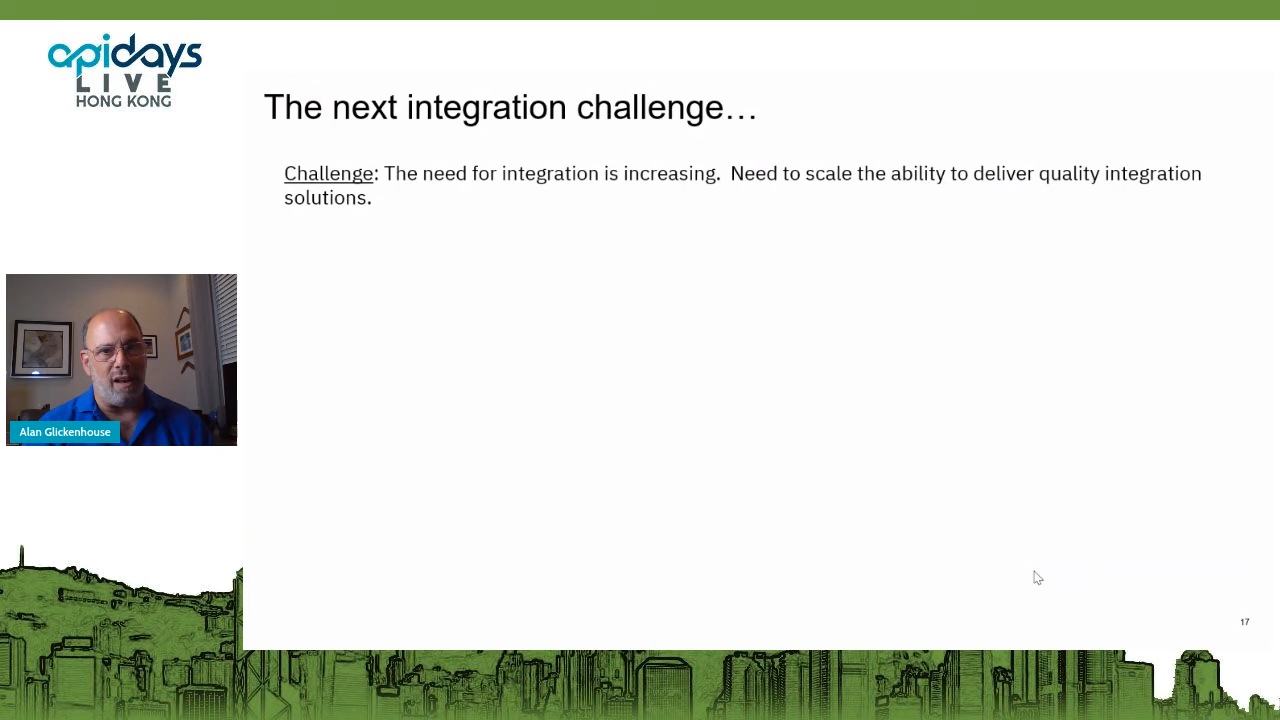 apidays
LIVE
HONG KONG
The next integration challenge…
Challenge: The need for integration is increasing.  Need to scale the ability to deliver quality integration
solutions.
Alan Glickenhouse
17